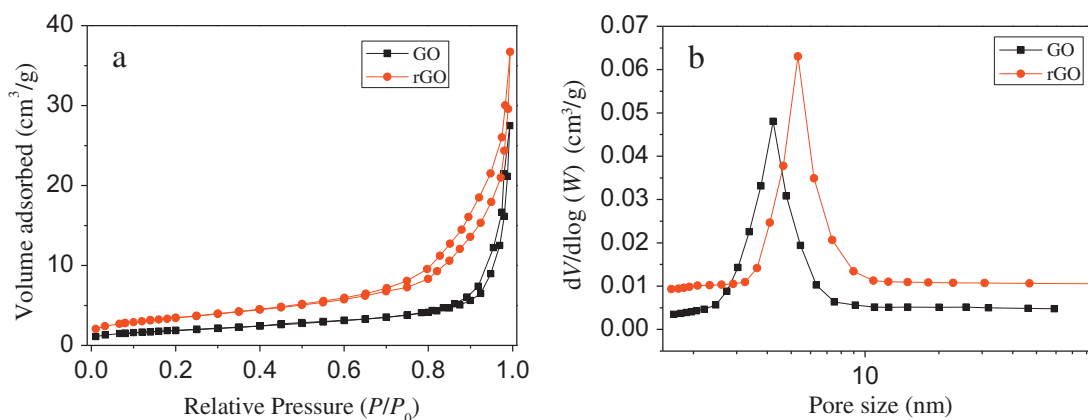 a
GO
rGO
40
30
20
10
0
Volume adsorbed (cm³/g)
0.0 0.2 0.4 0.6 0.8 1.0
Relative Pressure (P/P₀)
b
GO
rGO
0.07
0.06
0.05
0.04
0.03
0.02
0.01
0.00
dV/dlog (W) (cm³/g)
10
Pore size (nm)